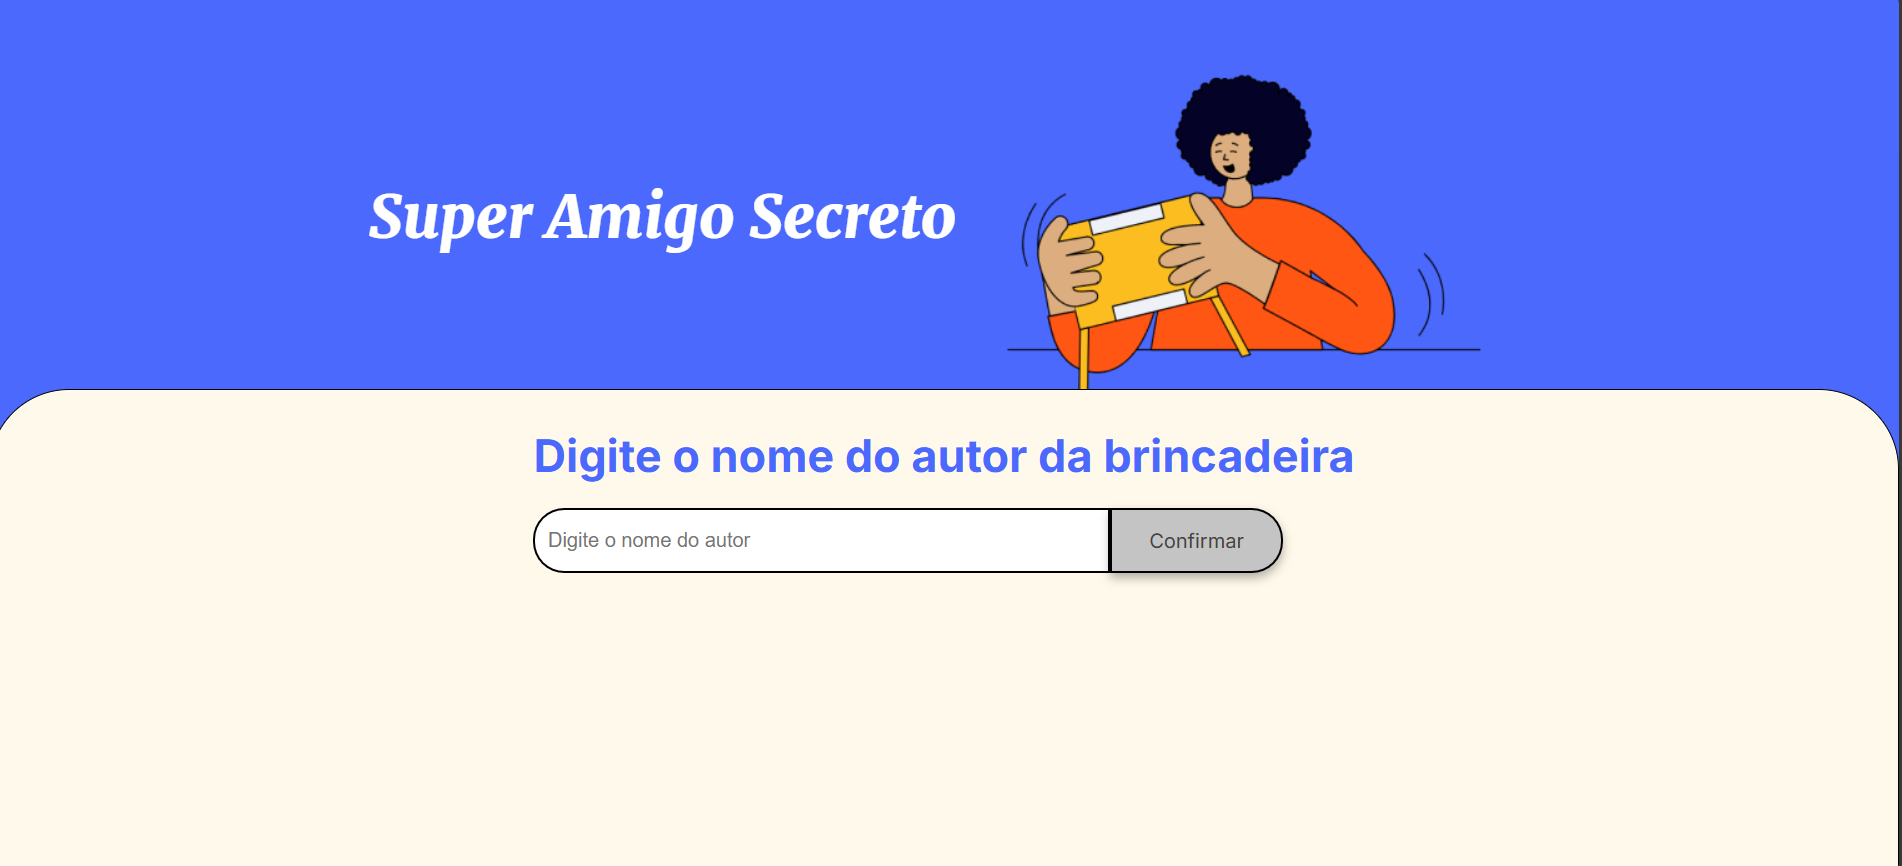 Super Amigo Secreto
Digite o nome do autor da brincadeira
Digite o nome do autor
Confirmar